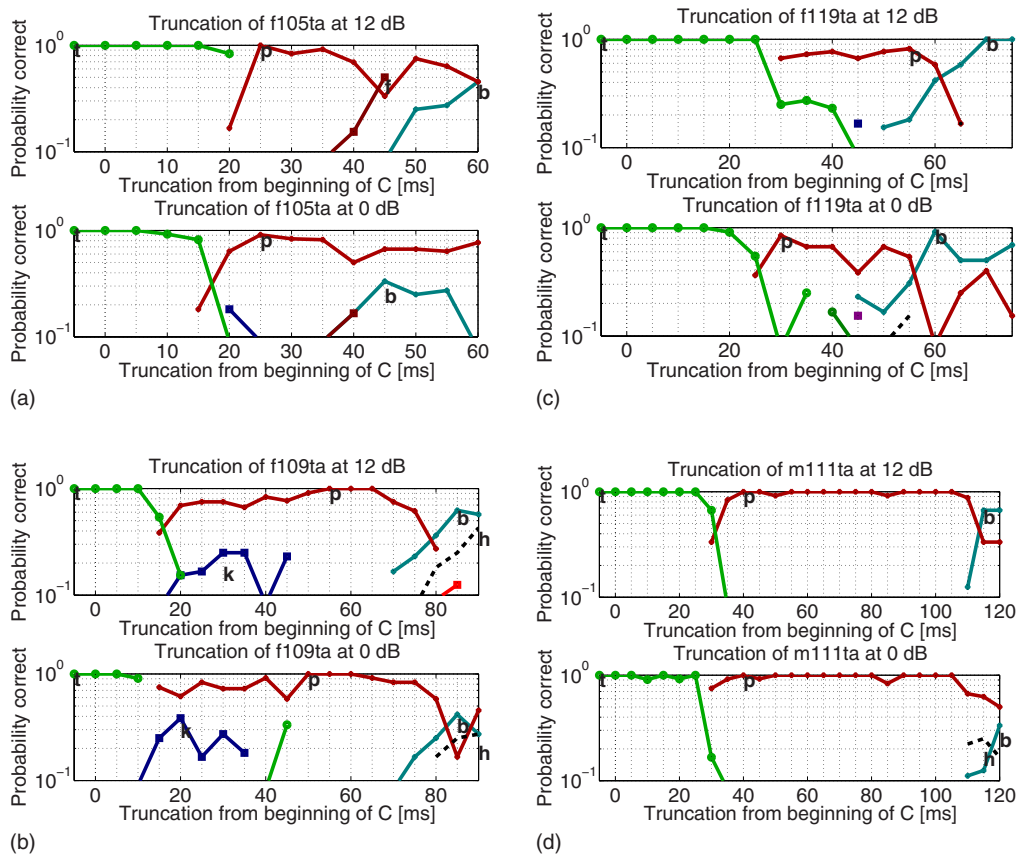 Truncation of f105ta at 12 dB
Probability correct
10^0
10^-1
t
p
f
b
0 10 20 30 40 50 60
Truncation from beginning of C [ms]
Truncation of f105ta at 0 dB
Probability correct
10^0
10^-1
t
p
b
0 10 20 30 40 50 60
Truncation from beginning of C [ms]
(a)
Truncation of f119ta at 12 dB
Probability correct
10^0
10^-1
t
p
b
0 20 40 60
Truncation from beginning of C [ms]
Truncation of f119ta at 0 dB
Probability correct
10^0
10^-1
t
p
b
0 20 40 60
Truncation from beginning of C [ms]
(c)
Truncation of f109ta at 12 dB
Probability correct
10^0
10^-1
t
k
p
b
h
0 20 40 60 80
Truncation from beginning of C [ms]
Truncation of f109ta at 0 dB
Probability correct
10^0
10^-1
t
k
p
b
h
0 20 40 60 80
Truncation from beginning of C [ms]
(b)
Truncation of m111ta at 12 dB
Probability correct
10^0
10^-1
t
p
b
0 20 40 60 80 100 120
Truncation from beginning of C [ms]
Truncation of m111ta at 0 dB
Probability correct
10^0
10^-1
t
p
b
h
0 20 40 60 80 100 120
Truncation from beginning of C [ms]
(d)